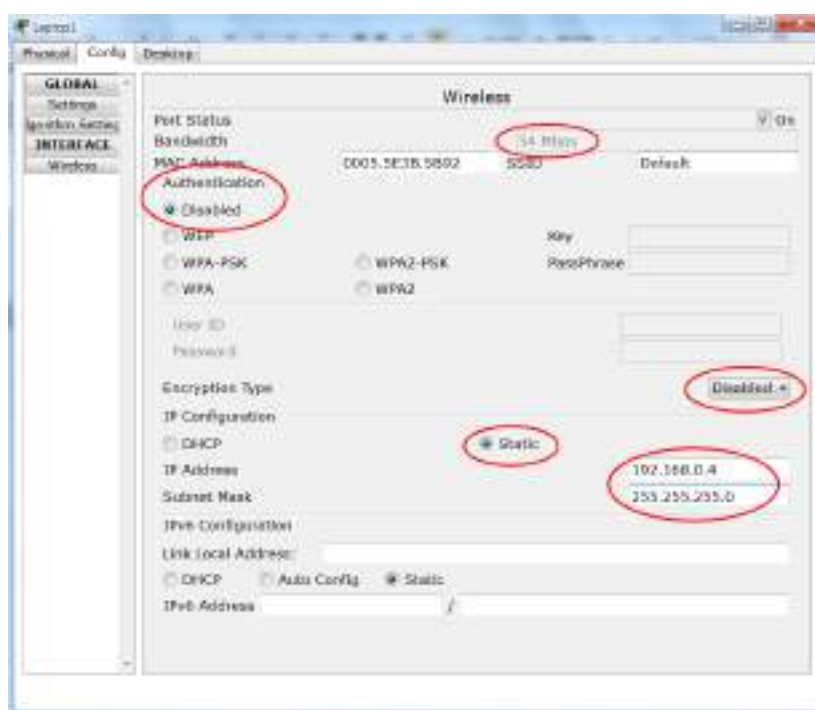 Laptop1
Physical Config Desktop
GLOBAL
Settings
Algorithm Settings
INTERFACE
Wireless
Wireless
Port Status On
Bandwidth 54 Mbps
MAC Address 0005.5E3B.5B92 SSID Default
Authentication
Disabled
WEP Key
WPA-PSK WPA2-PSK PassPhrase
WPA WPA2
User ID
Password
Encryption Type Disabled
IP Configuration
DHCP Static
IP Address 192.168.0.4
Subnet Mask 255.255.255.0
IPv6 Configuration
Link Local Address:
DHCP Auto Config Static
IPv6 Address /